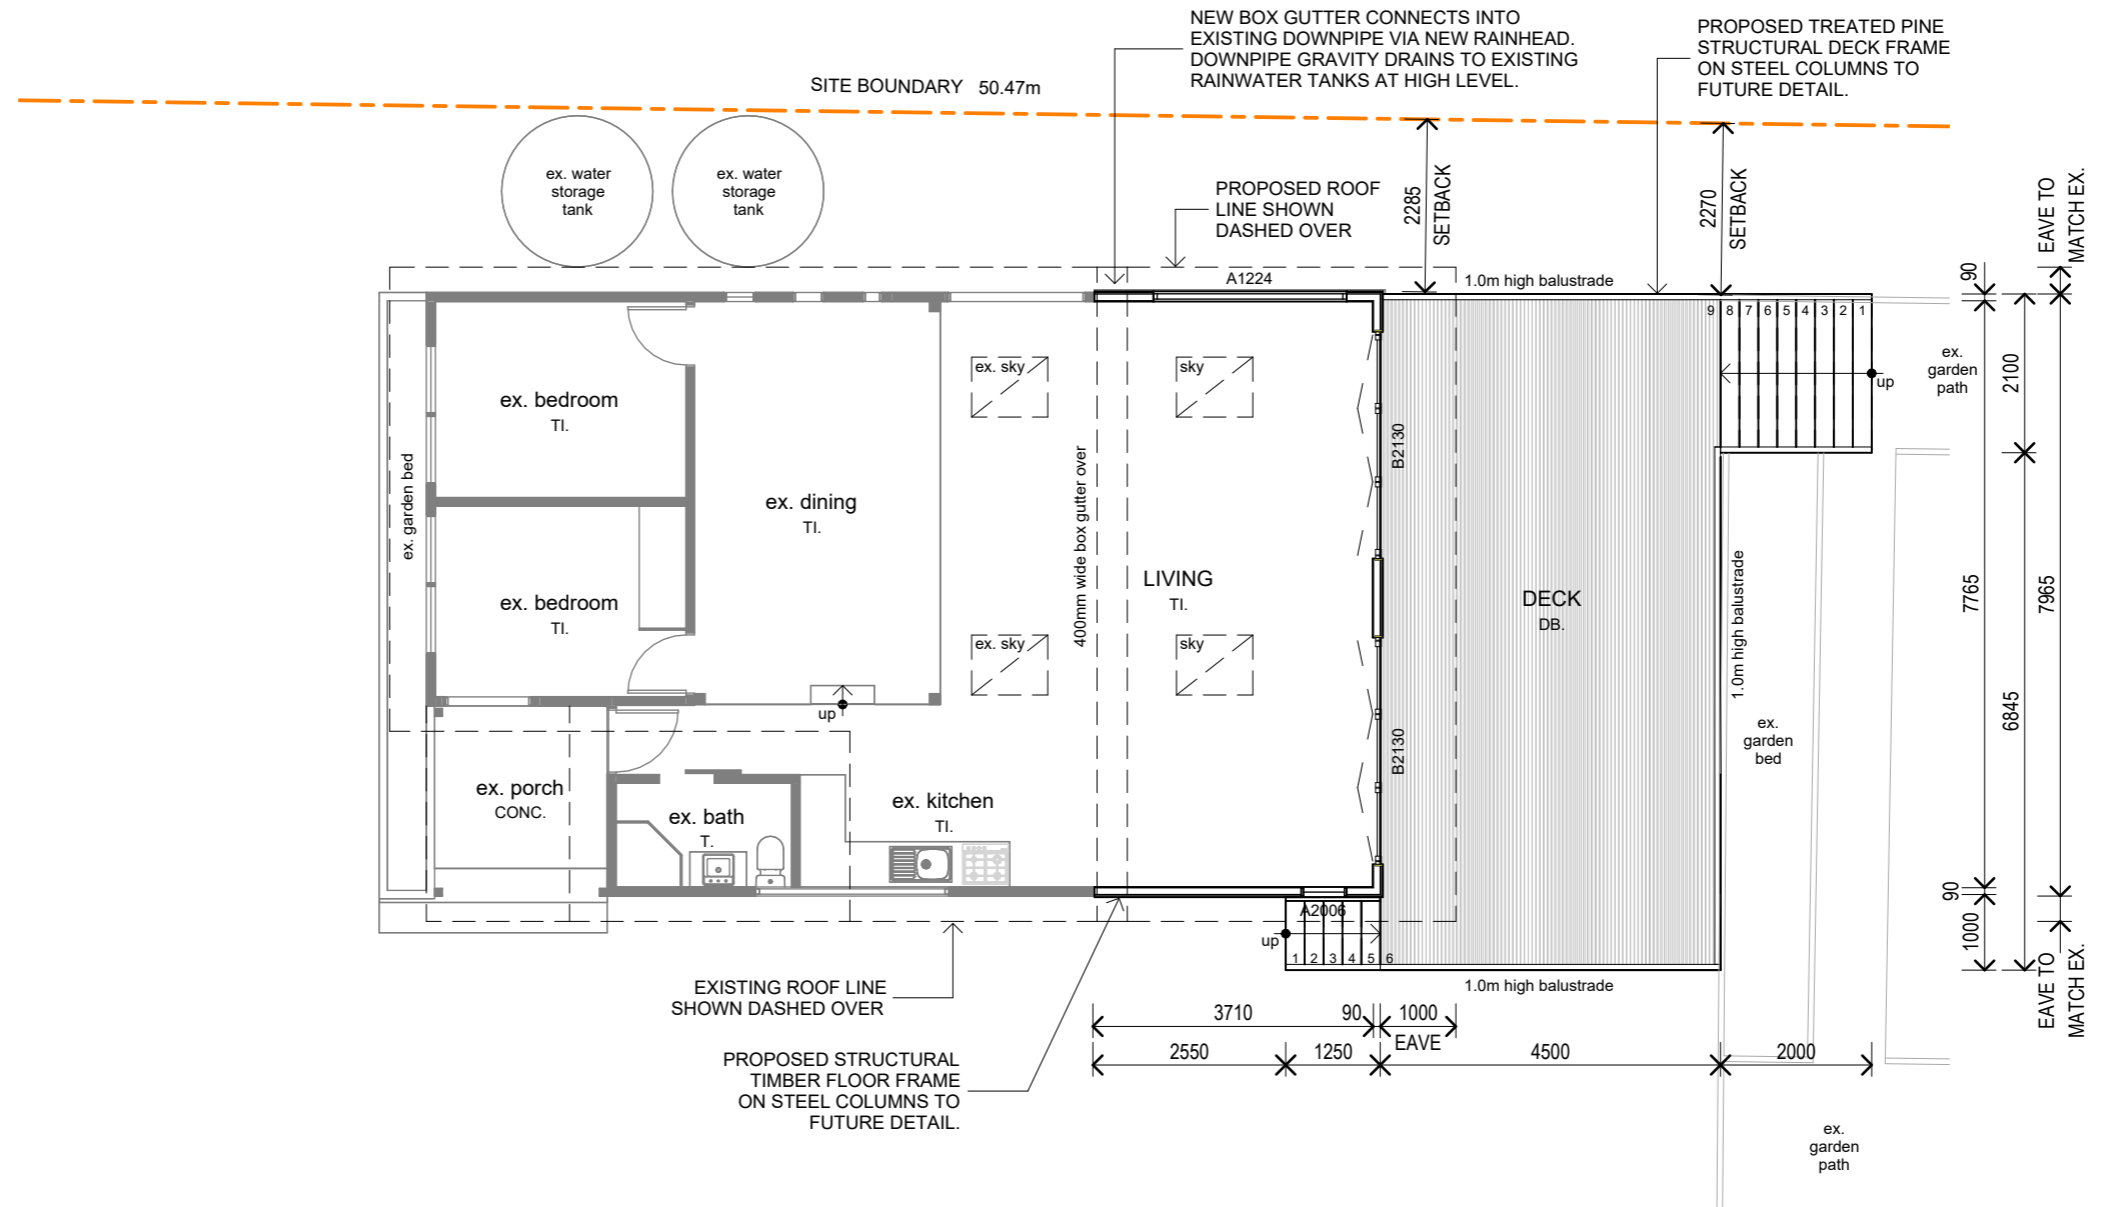 NEW BOX GUTTER CONNECTS INTO
EXISTING DOWNPIPE VIA NEW RAINHEAD.
DOWNPIPE GRAVITY DRAINS TO EXISTING
RAINWATER TANKS AT HIGH LEVEL.
PROPOSED TREATED PINE
STRUCTURAL DECK FRAME
ON STEEL COLUMNS TO
FUTURE DETAIL.
SITE BOUNDARY 50.47m
ex. water
storage
tank
ex. water
storage
tank
PROPOSED ROOF
LINE SHOWN
DASHED OVER
2285
SETBACK
2270
SETBACK
EAVE TO
MATCH EX.
A1224
1.0m high balustrade
90
9 8 7 6 5 4 3 2 1
up
ex.
garden
path
2100
ex. sky
sky
ex. bedroom
TI.
ex. garden bed
ex. dining
TI.
400mm wide box gutter over
B2130
LIVING
TI.
DECK
DB.
1.0m high balustrade
7765
7965
ex. bedroom
TI.
ex. sky
sky
up
B2130
ex.
garden
bed
6845
ex. porch
CONC.
ex. bath
T.
ex. kitchen
TI.
A2006
up
1 2 3 4 5 6
90
1000
EAVE TO
MATCH EX.
1.0m high balustrade
EXISTING ROOF LINE
SHOWN DASHED OVER
3710
90
1000
EAVE
2550
1250
4500
2000
PROPOSED STRUCTURAL
TIMBER FLOOR FRAME
ON STEEL COLUMNS TO
FUTURE DETAIL.
ex.
garden
path